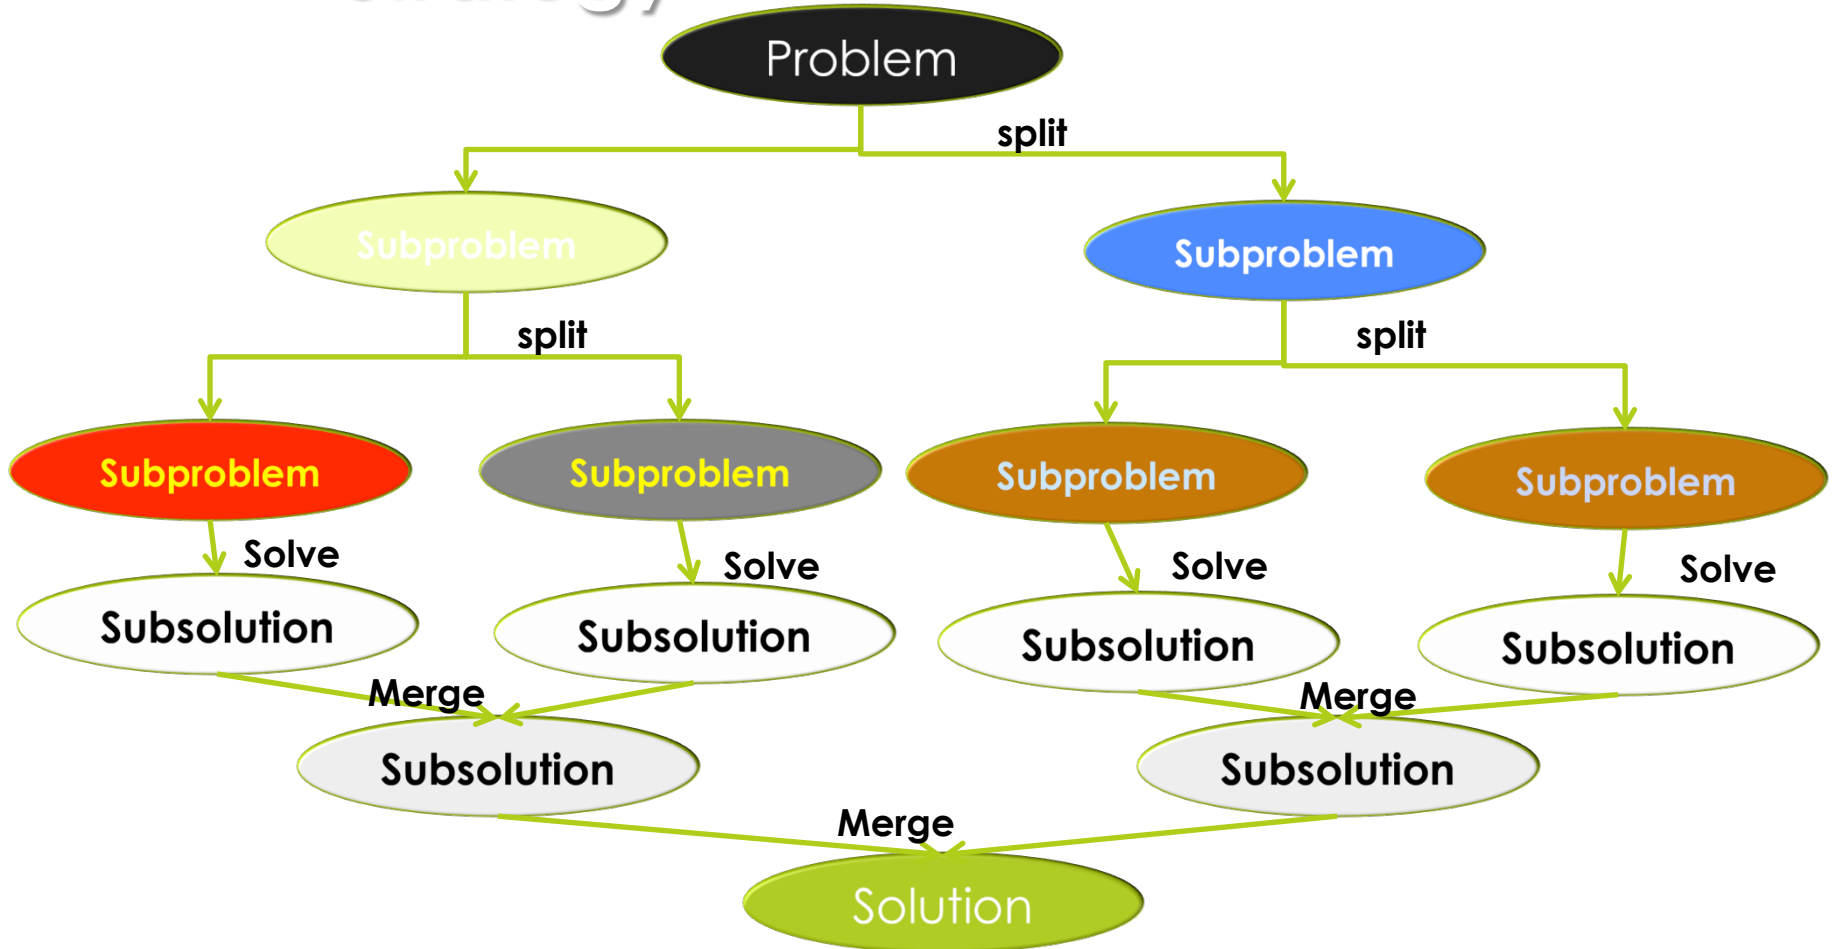 Problem
split
Subproblem
Subproblem
split
split
Subproblem
Subproblem
Subproblem
Subproblem
Solve
Solve
Solve
Solve
Subsolution
Subsolution
Subsolution
Subsolution
Merge
Merge
Subsolution
Subsolution
Merge
Solution